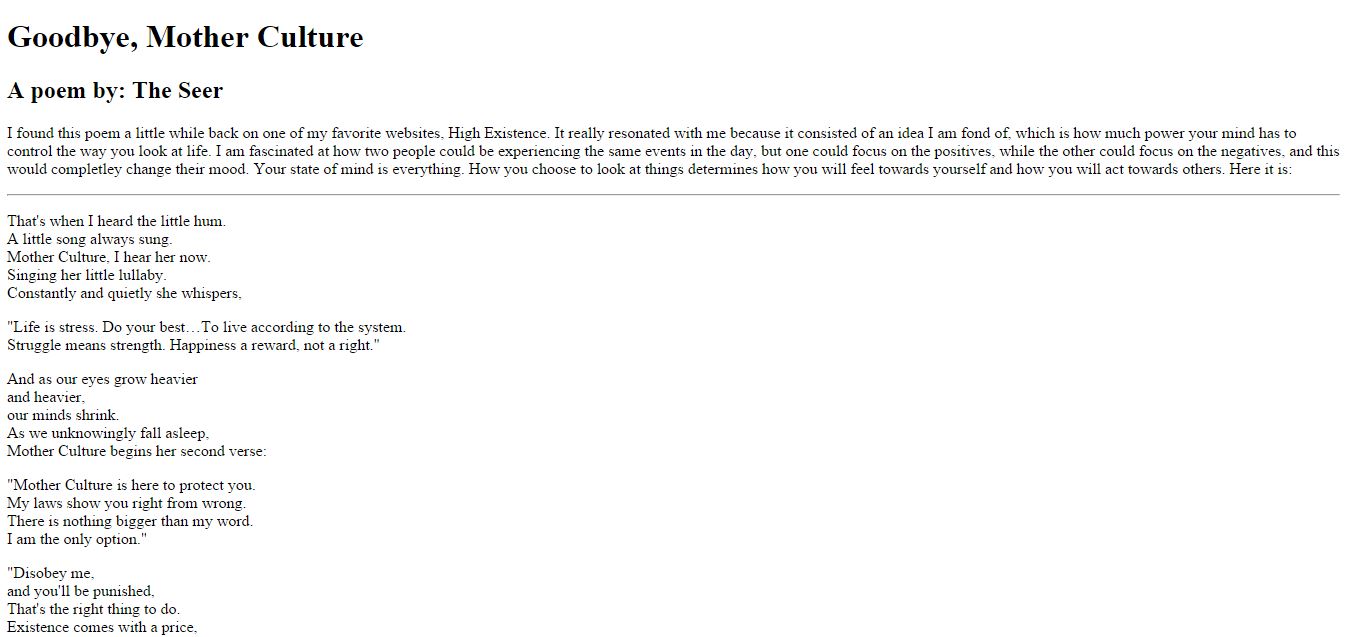 Goodbye, Mother Culture
A poem by: The Seer
I found this poem a little while back on one of my favorite websites, High Existence. It really resonated with me because it consisted of an idea I am fond of, which is how much power your mind has to
control the way you look at life. I am fascinated at how two people could be experiencing the same events in the day, but one could focus on the positives, while the other could focus on the negatives, and this
would completley change their mood. Your state of mind is everything. How you choose to look at things determines how you will feel towards yourself and how you will act towards others. Here it is:
That's when I heard the little hum.
A little song always sung.
Mother Culture, I hear her now.
Singing her little lullaby.
Constantly and quietly she whispers,
"Life is stress. Do your best…To live according to the system.
Struggle means strength. Happiness a reward, not a right."
And as our eyes grow heavier
and heavier,
our minds shrink.
As we unknowingly fall asleep,
Mother Culture begins her second verse:
"Mother Culture is here to protect you.
My laws show you right from wrong.
There is nothing bigger than my word.
I am the only option."
"Disobey me,
and you'll be punished,
That's the right thing to do.
Existence comes with a price,